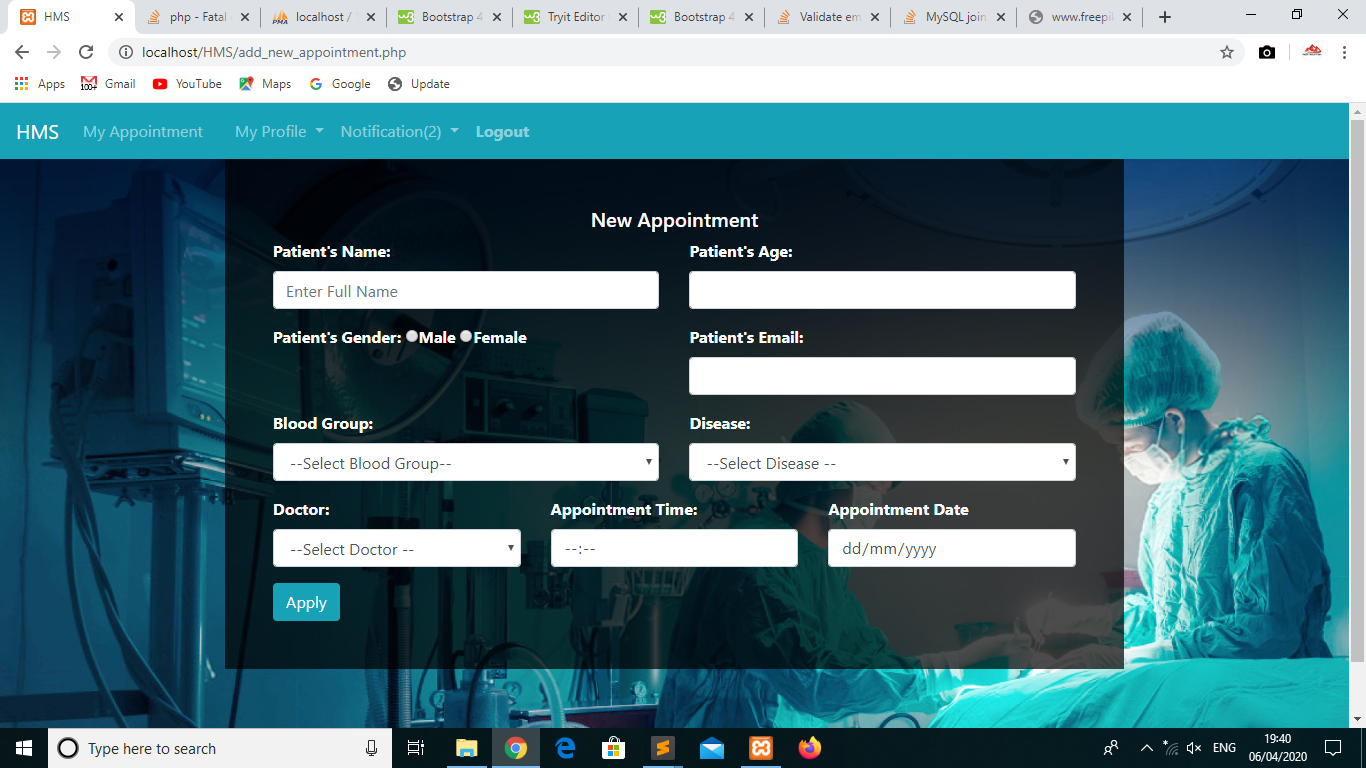 HMS
php - Fatal
localhost /
Bootstrap 4
Tryit Editor
Bootstrap 4
Validate em
MySQL join
www.freepi
localhost/HMS/add_new_appointment.php
Apps
100+
Gmail
YouTube
Maps
Google
Update
HMS My Appointment My Profile Notification(2) Logout
New Appointment
Patient's Name: Patient's Age:
Enter Full Name
Patient's Gender: Male Female Patient's Email:
Blood Group: Disease:
--Select Blood Group-- --Select Disease --
Doctor: Appointment Time: Appointment Date
--Select Doctor -- --:-- dd/mm/yyyy
Apply
Type here to search
ENG
19:40
06/04/2020